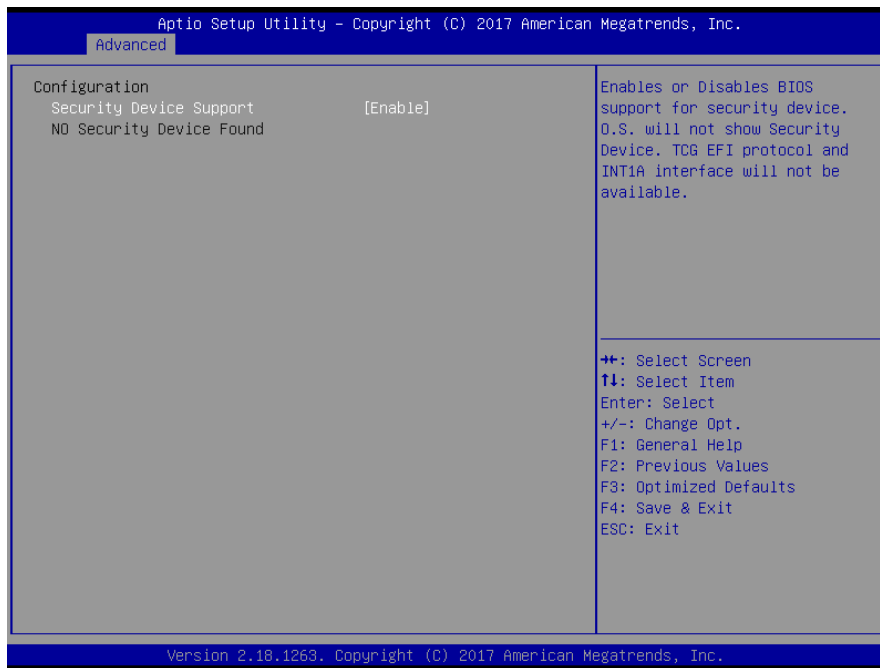 Aptio Setup Utility – Copyright (C) 2017 American Megatrends, Inc.
Advanced
Configuration
Security Device Support [Enable]
NO Security Device Found
Enables or Disables BIOS
support for security device.
O.S. will not show Security
Device. TCG EFI protocol and
INT1A interface will not be
available.
→←: Select Screen
↑↓: Select Item
Enter: Select
+/-: Change Opt.
F1: General Help
F2: Previous Values
F3: Optimized Defaults
F4: Save & Exit
ESC: Exit
Version 2.18.1263. Copyright (C) 2017 American Megatrends, Inc.